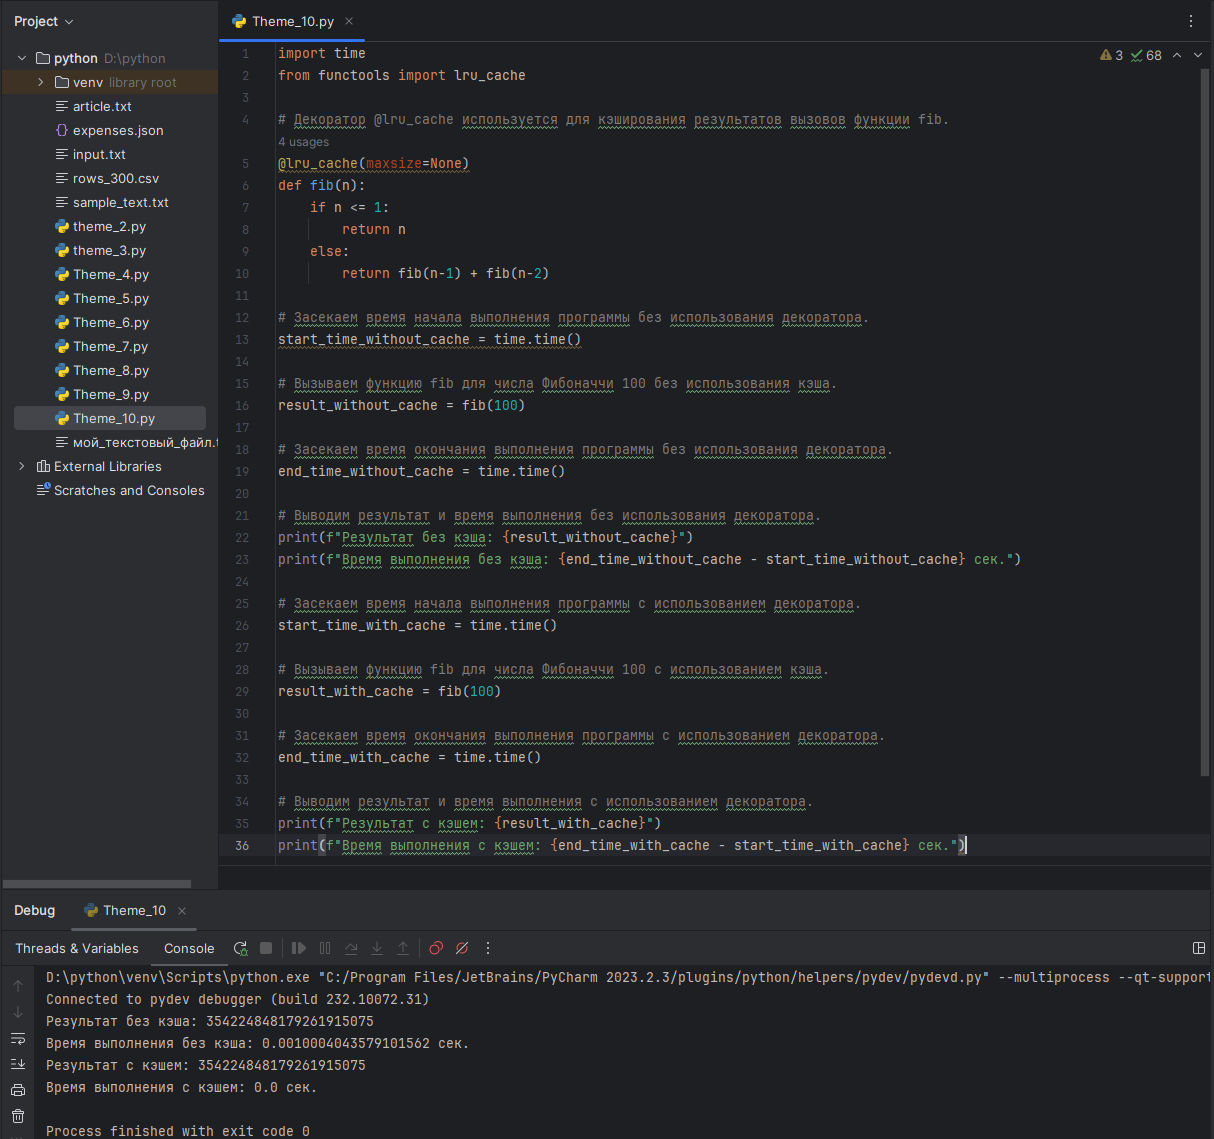 Project
python D:\python
venv library root
article.txt
expenses.json
input.txt
rows_300.csv
sample_text.txt
theme_2.py
theme_3.py
Theme_4.py
Theme_5.py
Theme_6.py
Theme_7.py
Theme_8.py
Theme_9.py
Theme_10.py
мой_текстовый_файл.
External Libraries
Scratches and Consoles
Theme_10.py
3 68
1 import time
2 from functools import lru_cache
3
4 # Декоратор @lru_cache используется для кэширования результатов вызовов функции fib.
4 usages
5 @lru_cache(maxsize=None)
6 def fib(n):
7     if n <= 1:
8         return n
9     else:
10         return fib(n-1) + fib(n-2)
11
12 # Засекаем время начала выполнения программы без использования декоратора.
13 start_time_without_cache = time.time()
14
15 # Вызываем функцию fib для числа Фибоначчи 100 без использования кэша.
16 result_without_cache = fib(100)
17
18 # Засекаем время окончания выполнения программы без использования декоратора.
19 end_time_without_cache = time.time()
20
21 # Выводим результат и время выполнения без использования декоратора.
22 print(f"Результат без кэша: {result_without_cache}")
23 print(f"Время выполнения без кэша: {end_time_without_cache - start_time_without_cache} сек.")
24
25 # Засекаем время начала выполнения программы с использованием декоратора.
26 start_time_with_cache = time.time()
27
28 # Вызываем функцию fib для числа Фибоначчи 100 с использованием кэша.
29 result_with_cache = fib(100)
30
31 # Засекаем время окончания выполнения программы с использованием декоратора.
32 end_time_with_cache = time.time()
33
34 # Выводим результат и время выполнения с использованием декоратора.
35 print(f"Результат с кэшем: {result_with_cache}")
36 print(f"Время выполнения с кэшем: {end_time_with_cache - start_time_with_cache} сек.")
Debug Theme_10
Threads & Variables Console
D:\python\venv\Scripts\python.exe "C:/Program Files/JetBrains/PyCharm 2023.2.3/plugins/python/helpers/pydev/pydevd.py" --multiprocess --qt-support
Connected to pydev debugger (build 232.10072.31)
Результат без кэша: 354224848179261915075
Время выполнения без кэша: 0.0010004043579101562 сек.
Результат с кэшем: 354224848179261915075
Время выполнения с кэшем: 0.0 сек.
Process finished with exit code 0